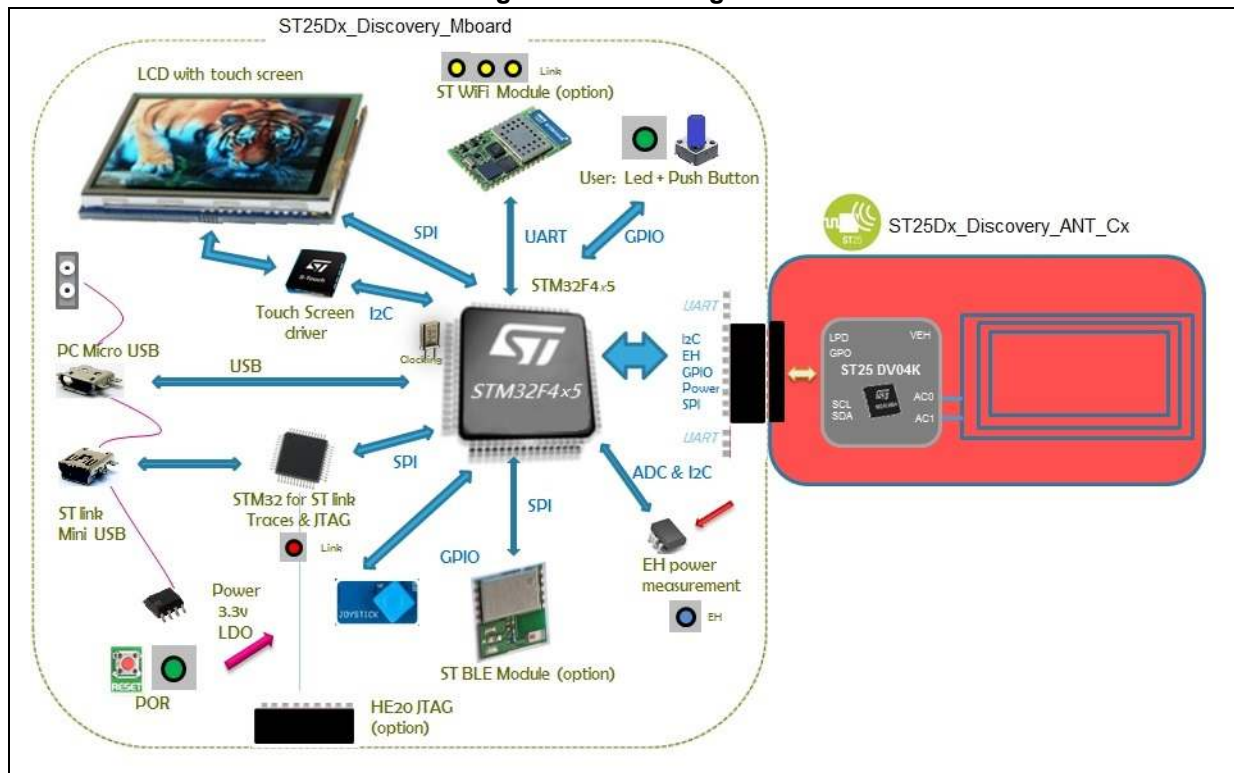 ST25Dx_Discovery_Mboard
LCD with touch screen
Link
ST WiFi Module (option)
User: Led + Push Button
SPI
UART
GPIO
STM32F4x5
Touch Screen
driver
I2C
Clocking
PC Micro USB
USB
STM32F4x5
UART
I2C
EH
GPIO
Power
SPI
UART
ST25
ST25Dx_Discovery_ANT_Cx
LPD
GPO
VEH
ST25 DV04K
SCL
SDA
AC0
AC1
ST link
Mini USB
SPI
STM32 for ST link
Traces & JTAG
Link
ADC & I2C
SPI
GPIO
JOYSTICK
EH power
measurement
EH
Power
3.3v
LDO
RESET
POR
ST BLE Module (option)
HE20 JTAG
(option)